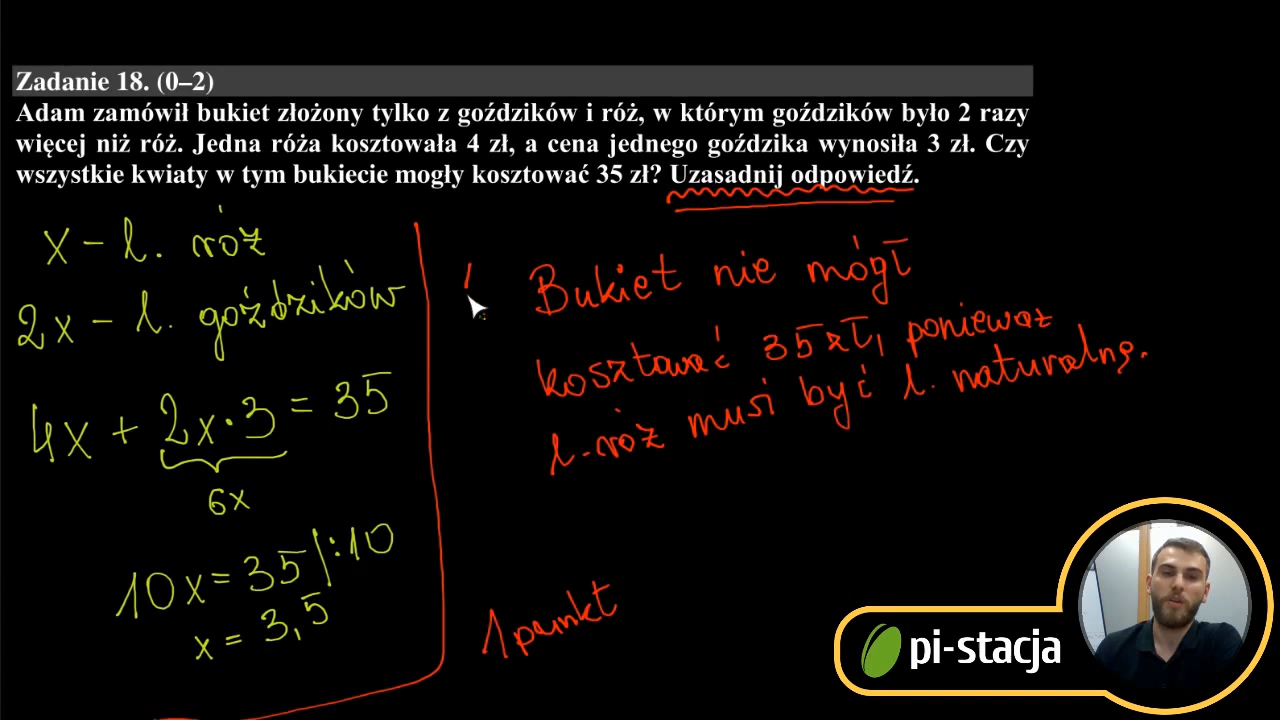 Zadanie 18. (0–2)
Adam zamówił bukiet złożony tylko z goździków i róż, w którym goździków było 2 razy
więcej niż róż. Jedna róża kosztowała 4 zł, a cena jednego goździka wynosiła 3 zł. Czy
wszystkie kwiaty w tym bukiecie mogły kosztować 35 zł? Uzasadnij odpowiedź.
x – l. róż
2x – l. goździków
4x + 2x · 3 = 35
6x
10x = 35 /:10
x = 3,5
Bukiet nie mógł
kosztować 35 zł, ponieważ
l. róż musi być l. naturalną.
1 punkt
pi-stacja